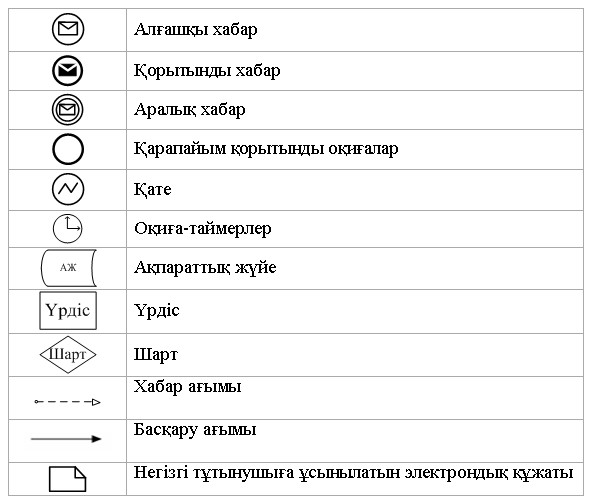 Алғашқы хабар
Қорытынды хабар
Аралық хабар
Қарапайым қорытынды оқиғалар
Қате
Оқиға-таймерлер
АЖ Ақпараттық жүйе
Үрдіс Үрдіс
Шарт Шарт
Хабар ағымы
Басқару ағымы
Негізгі тұтынушыға ұсынылатын электрондық құжаты